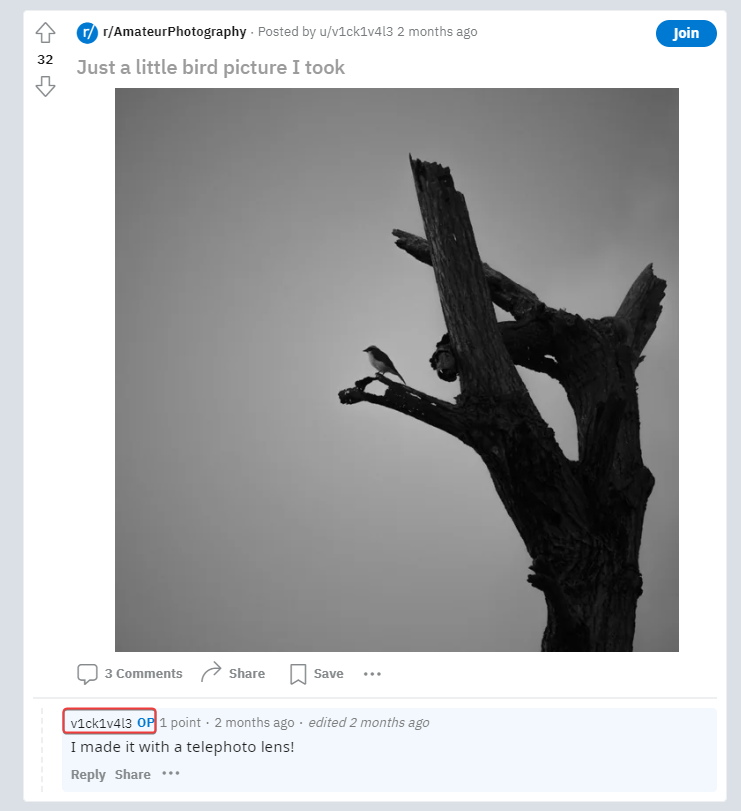 r/ r/AmateurPhotography · Posted by u/v1ck1v4l3 2 months ago Join
32
Just a little bird picture I took
3 Comments Share Save ...
v1ck1v4l3 OP 1 point · 2 months ago · edited 2 months ago
I made it with a telephoto lens!
Reply Share ...